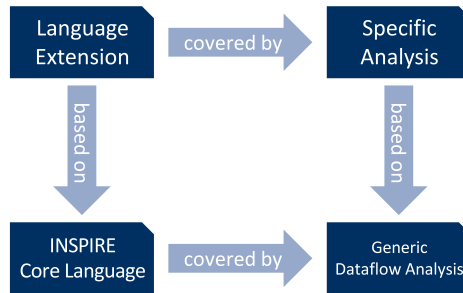 Language
Extension
covered by
Specific
Analysis
based on
based on
INSPIRE
Core Language
covered by
Generic
Dataflow Analysis